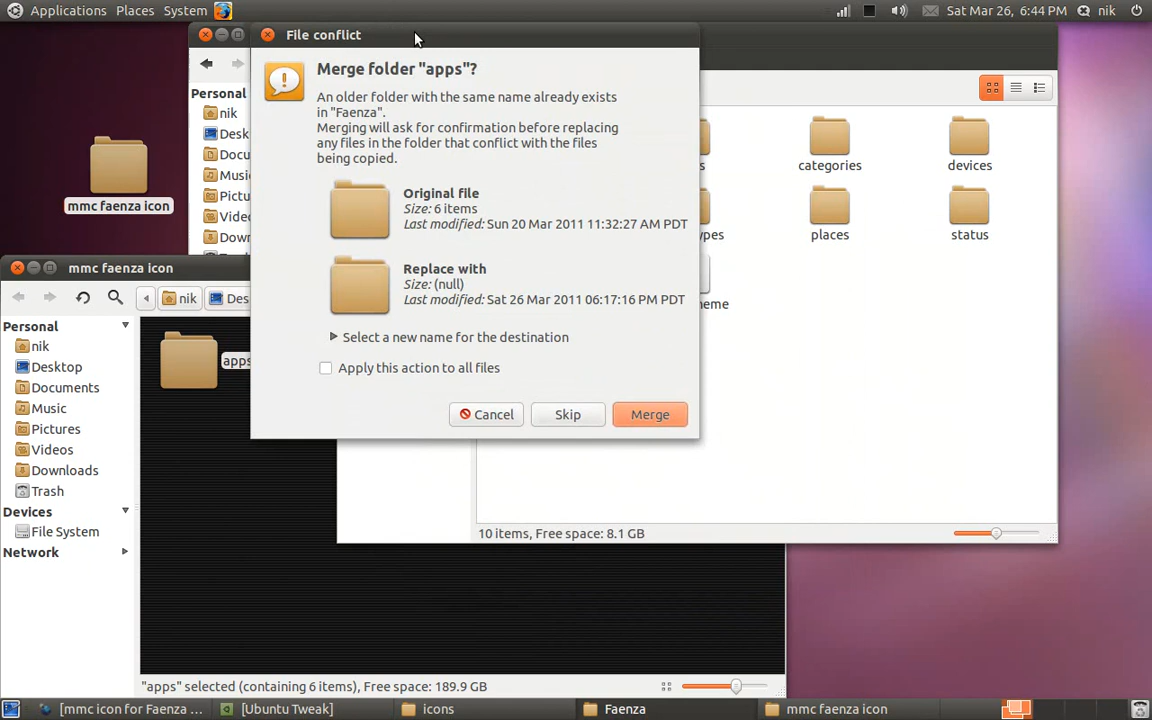 Applications Places System Sat Mar 26, 6:44 PM nik
File conflict
Merge folder "apps"?
An older folder with the same name already exists
in "Faenza".
Merging will ask for confirmation before replacing
any files in the folder that conflict with the files
being copied.
Original file
Size: 6 items
Last modified: Sun 20 Mar 2011 11:32:27 AM PDT
Replace with
Size: (null)
Last modified: Sat 26 Mar 2011 06:17:16 PM PDT
Select a new name for the destination
Apply this action to all files
Cancel Skip Merge
Personal
nik
Desk
Docu
Music
Pictu
Vide
Down
categories devices
ypes places status
eme
10 items, Free space: 8.1 GB
mmc faenza icon
mmc faenza icon
nik Des
Personal
nik
Desktop
Documents
Music
Pictures
Videos
Downloads
Trash
Devices
File System
Network
apps
"apps" selected (containing 6 items), Free space: 189.9 GB
[mmc icon for Faenza ... [Ubuntu Tweak] icons Faenza mmc faenza icon